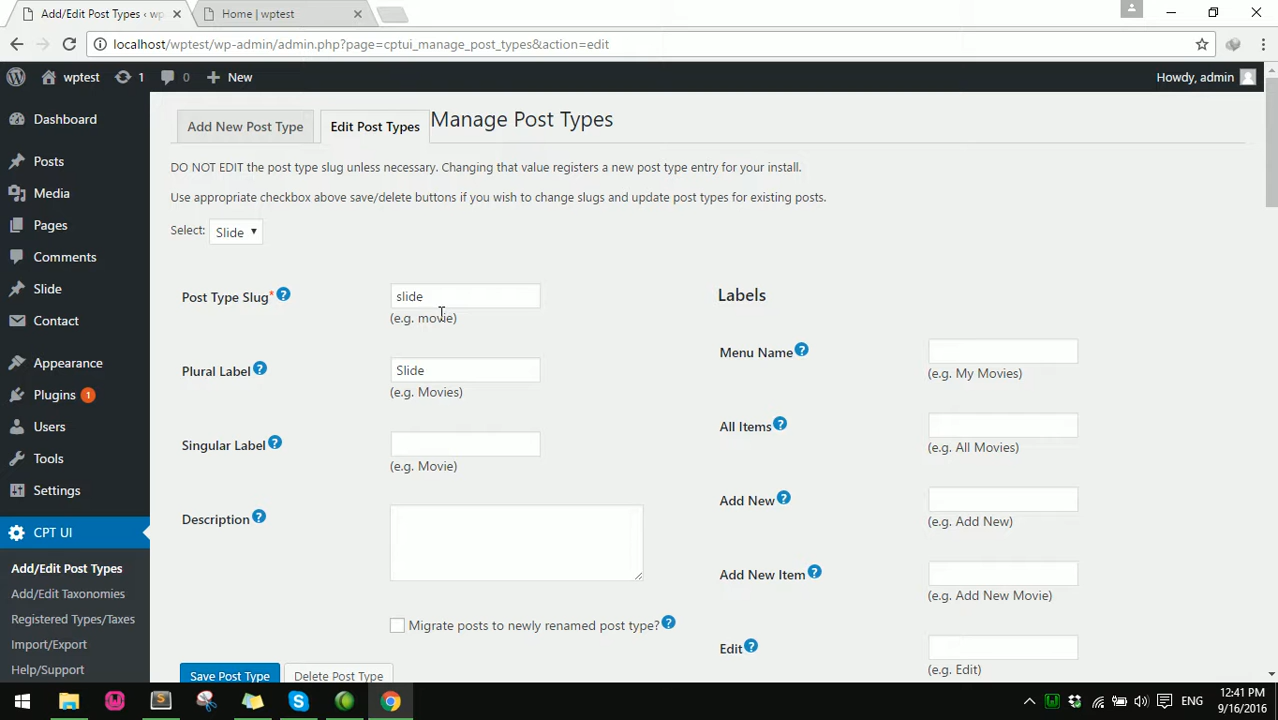 Add/Edit Post Types ‹ wp
Home | wptest
localhost/wptest/wp-admin/admin.php?page=cptui_manage_post_types&action=edit
wptest
1
0
New
Howdy, admin
Dashboard
Posts
Media
Pages
Comments
Slide
Contact
Appearance
Plugins 1
Users
Tools
Settings
CPT UI
Add/Edit Post Types
Add/Edit Taxonomies
Registered Types/Taxes
Import/Export
Help/Support
Add New Post Type
Edit Post Types
Manage Post Types
DO NOT EDIT the post type slug unless necessary. Changing that value registers a new post type entry for your install.
Use appropriate checkbox above save/delete buttons if you wish to change slugs and update post types for existing posts.
Select: Slide
Post Type Slug* ?
slide
(e.g. movie)
Plural Label ?
Slide
(e.g. Movies)
Singular Label ?
(e.g. Movie)
Description ?
Migrate posts to newly renamed post type? ?
Save Post Type
Delete Post Type
Labels
Menu Name ?
(e.g. My Movies)
All Items ?
(e.g. All Movies)
Add New ?
(e.g. Add New)
Add New Item ?
(e.g. Add New Movie)
Edit ?
(e.g. Edit)
ENG
12:41 PM
9/16/2016